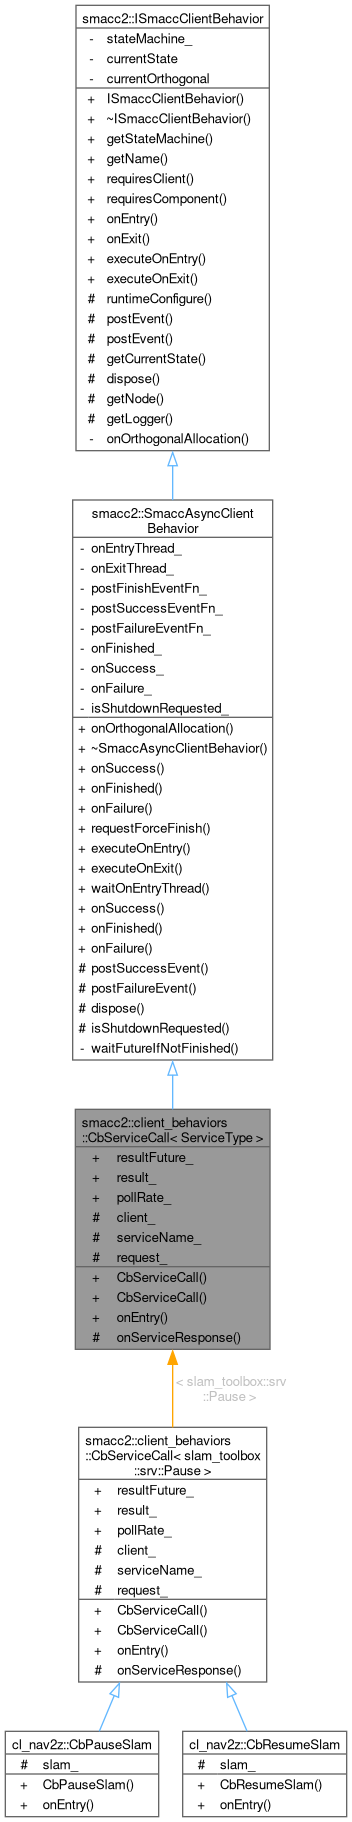 smacc2::ISmaccClientBehavior
- stateMachine_
- currentState
- currentOrthogonal
+ ISmaccClientBehavior()
+ ~ISmaccClientBehavior()
+ getStateMachine()
+ getName()
+ requiresClient()
+ requiresComponent()
+ onEntry()
+ onExit()
+ executeOnEntry()
+ executeOnExit()
# runtimeConfigure()
# postEvent()
# postEvent()
# getCurrentState()
# dispose()
# getNode()
# getLogger()
- onOrthogonalAllocation()
smacc2::SmaccAsyncClient
Behavior
- onEntryThread_
- onExitThread_
- postFinishEventFn_
- postSuccessEventFn_
- postFailureEventFn_
- onFinished_
- onSuccess_
- onFailure_
- isShutdownRequested_
+ onOrthogonalAllocation()
+ ~SmaccAsyncClientBehavior()
+ onSuccess()
+ onFinished()
+ onFailure()
+ requestForceFinish()
+ executeOnEntry()
+ executeOnExit()
+ waitOnEntryThread()
+ onSuccess()
+ onFinished()
+ onFailure()
# postSuccessEvent()
# postFailureEvent()
# dispose()
# isShutdownRequested()
- waitFutureIfNotFinished()
smacc2::client_behaviors
::CbServiceCall< ServiceType >
+ resultFuture_
+ result_
+ pollRate_
# client_
# serviceName_
# request_
+ CbServiceCall()
+ CbServiceCall()
+ onEntry()
# onServiceResponse()
< slam_toolbox::srv
::Pause >
smacc2::client_behaviors
::CbServiceCall< slam_toolbox
::srv::Pause >
+ resultFuture_
+ result_
+ pollRate_
# client_
# serviceName_
# request_
+ CbServiceCall()
+ CbServiceCall()
+ onEntry()
# onServiceResponse()
cl_nav2z::CbPauseSlam
# slam_
+ CbPauseSlam()
+ onEntry()
cl_nav2z::CbResumeSlam
# slam_
+ CbResumeSlam()
+ onEntry()